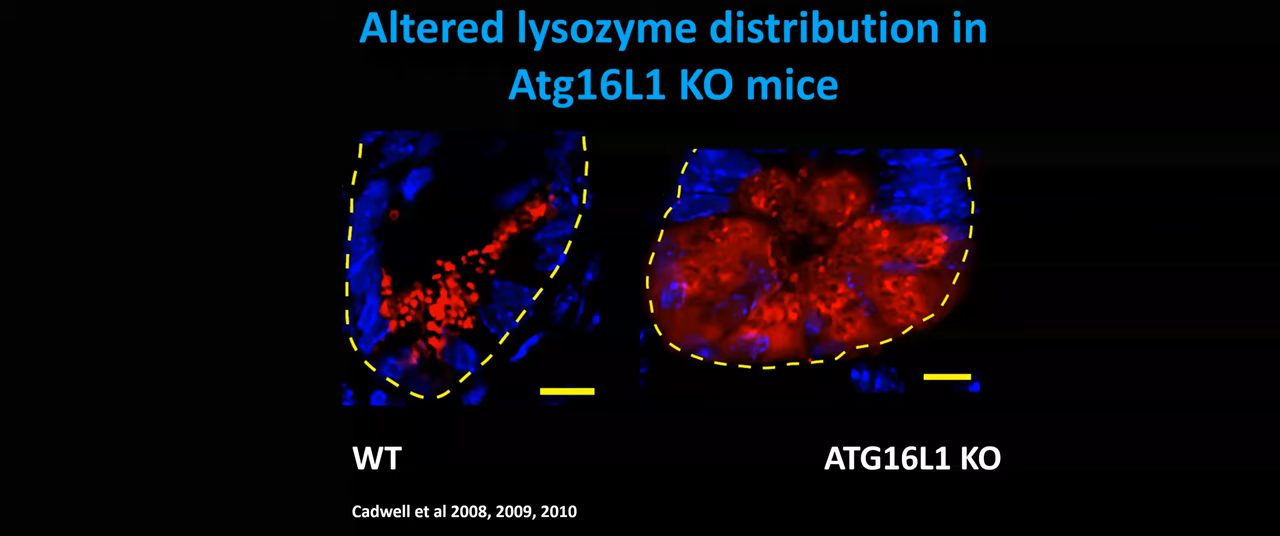 Altered lysozyme distribution in
Atg16L1 KO mice
WT
ATG16L1 KO
Cadwell et al 2008, 2009, 2010